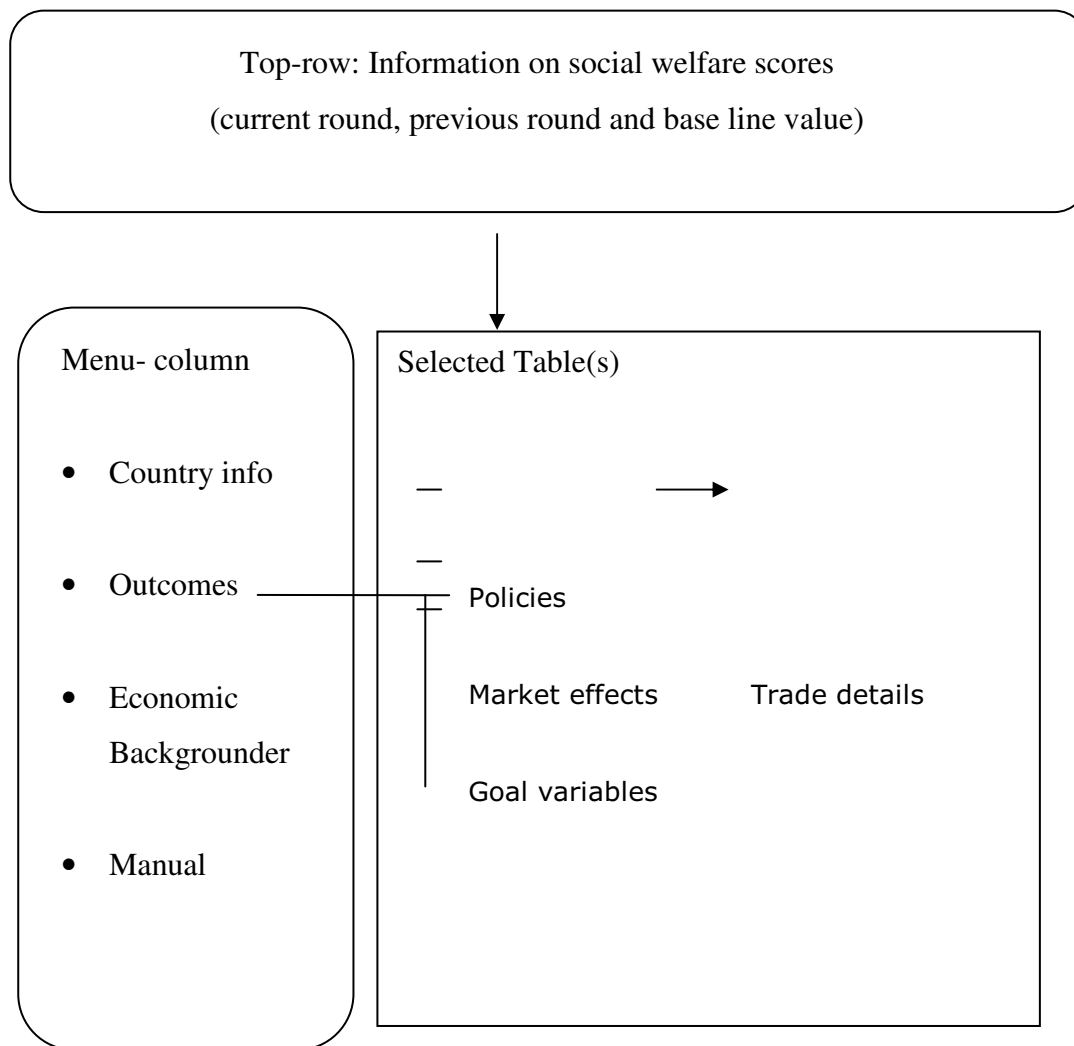 Top-row: Information on social welfare scores
(current round, previous round and base line value)
Menu- column
• Country info
• Outcomes
• Economic
Backgrounder
• Manual
Selected Table(s)
Policies
Market effects Trade details
Goal variables